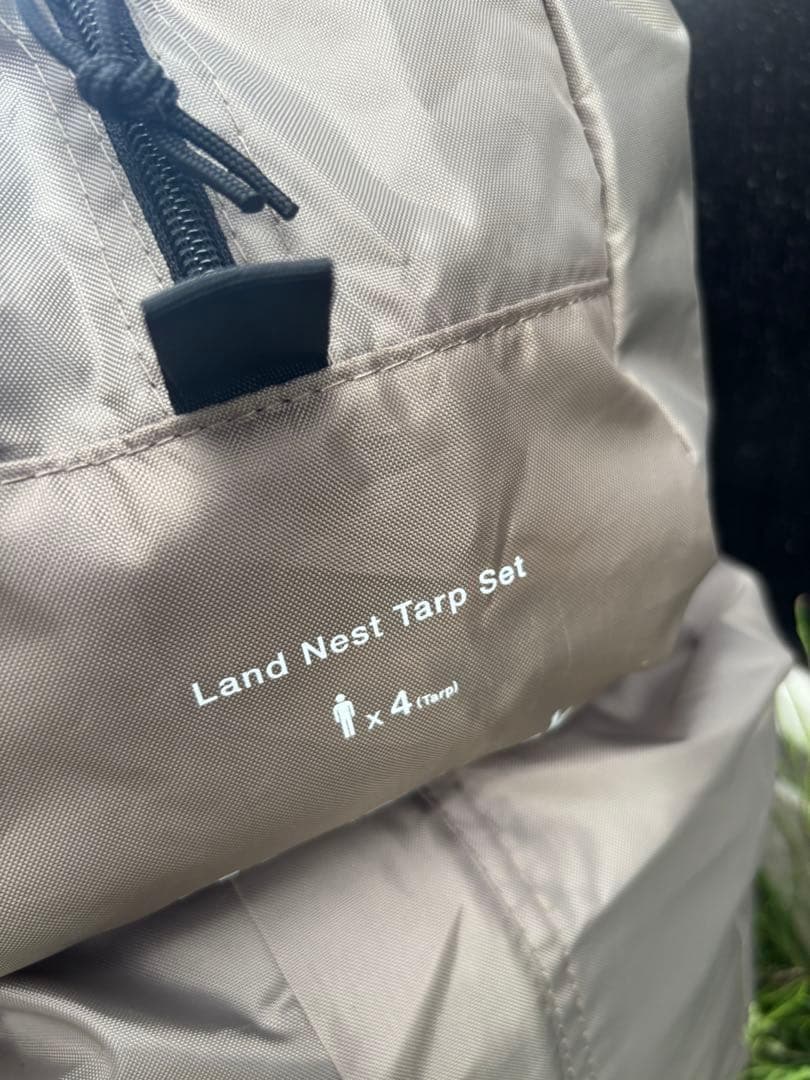 Land Nest Tarp Set
x 4 (Tarp)